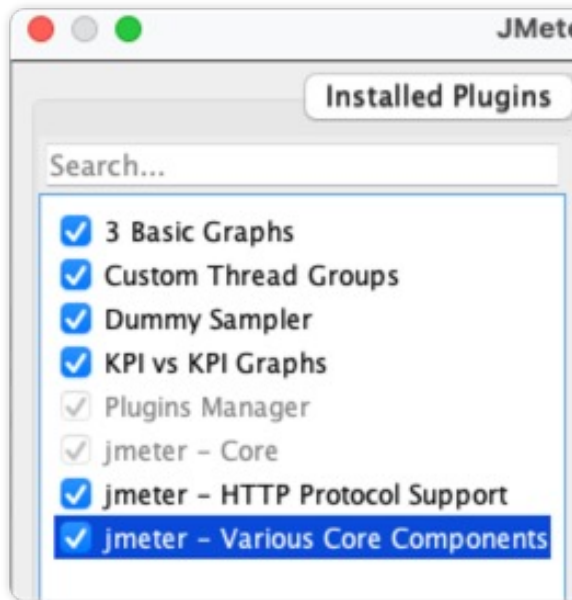 JMete
Installed Plugins
Search...
3 Basic Graphs
Custom Thread Groups
Dummy Sampler
KPI vs KPI Graphs
Plugins Manager
jmeter – Core
jmeter – HTTP Protocol Support
jmeter – Various Core Components